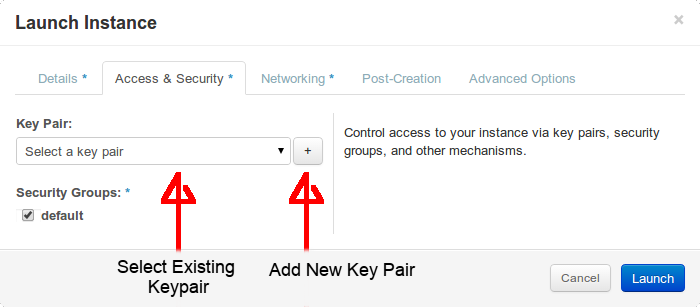 Launch Instance ×
Details * Access & Security * Networking * Post-Creation Advanced Options
Key Pair:
Select a key pair +
Control access to your instance via key pairs, security
groups, and other mechanisms.
Security Groups: *
default
Select Existing
Keypair
Add New Key Pair
Cancel Launch